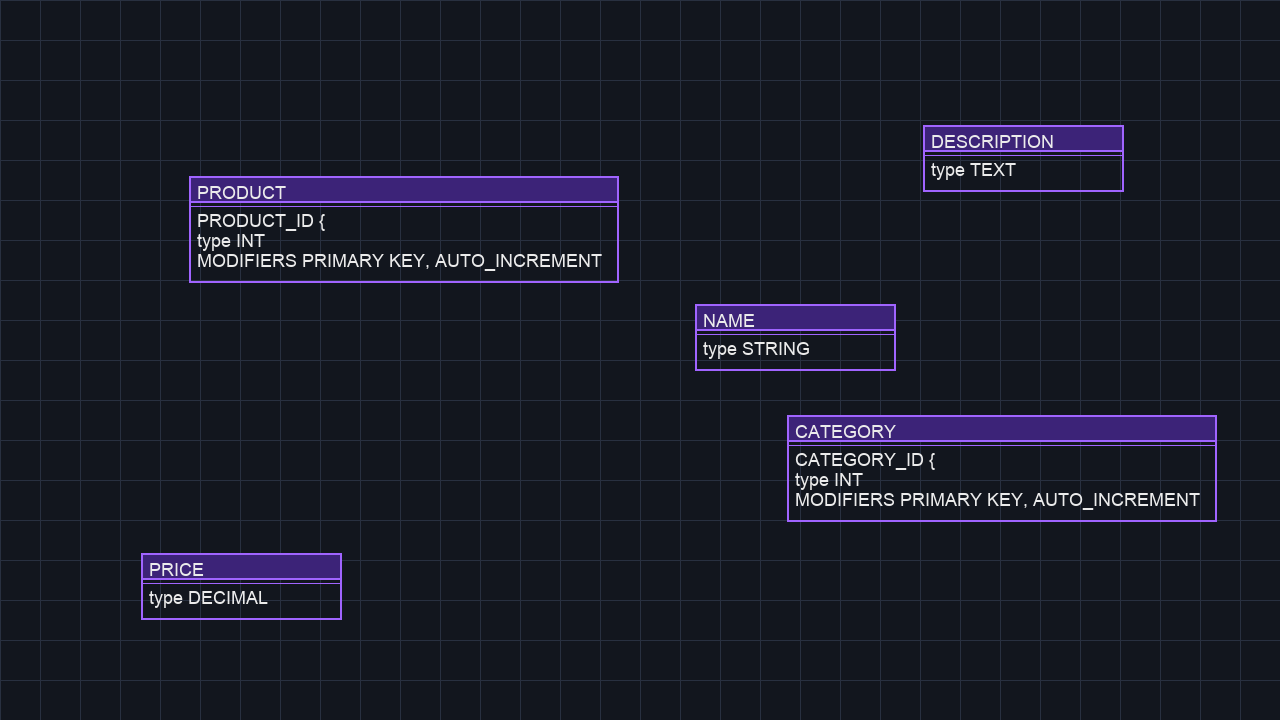 DESCRIPTION
type TEXT
PRODUCT
PRODUCT_ID {
type INT
MODIFIERS PRIMARY KEY, AUTO_INCREMENT
NAME
type STRING
CATEGORY
CATEGORY_ID {
type INT
MODIFIERS PRIMARY KEY, AUTO_INCREMENT
PRICE
type DECIMAL